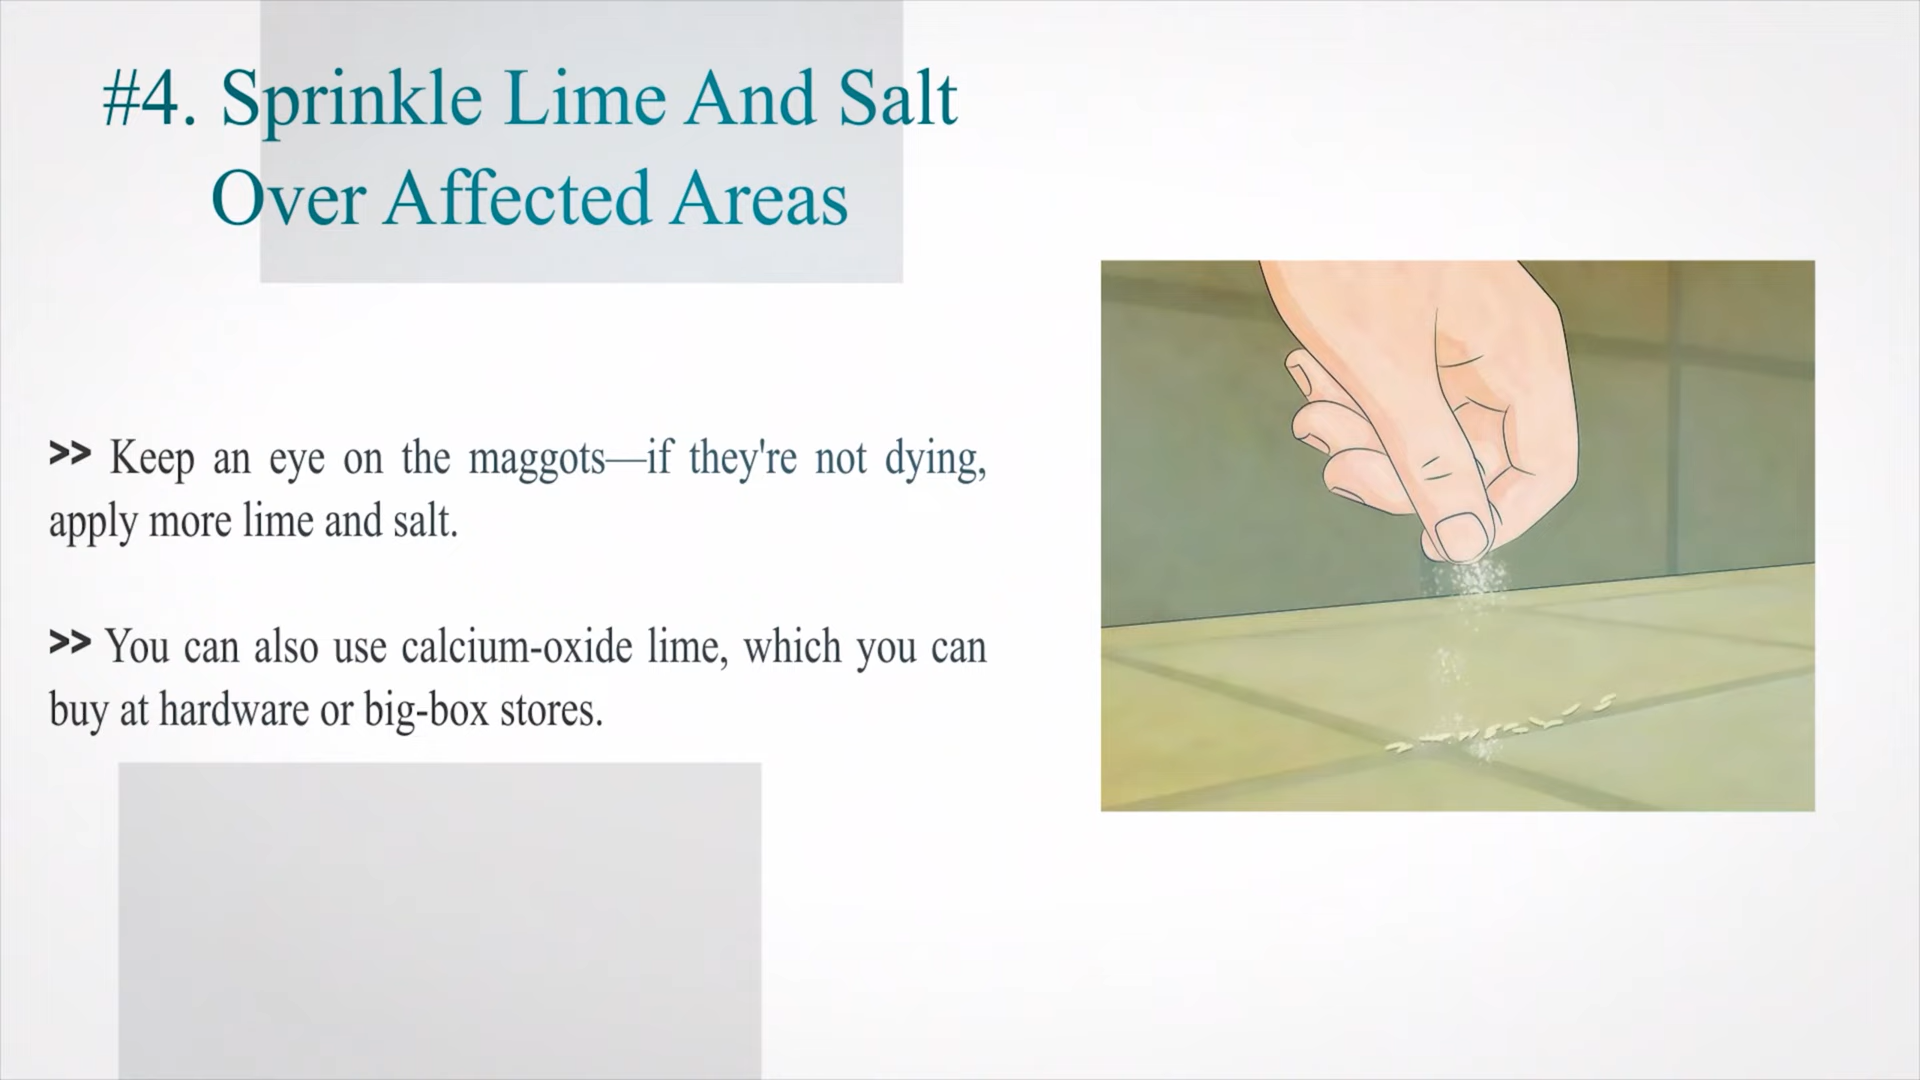 #4. Sprinkle Lime And Salt
Over Affected Areas
>> Keep an eye on the maggots—if they're not dying,
apply more lime and salt.
>> You can also use calcium-oxide lime, which you can
buy at hardware or big-box stores.